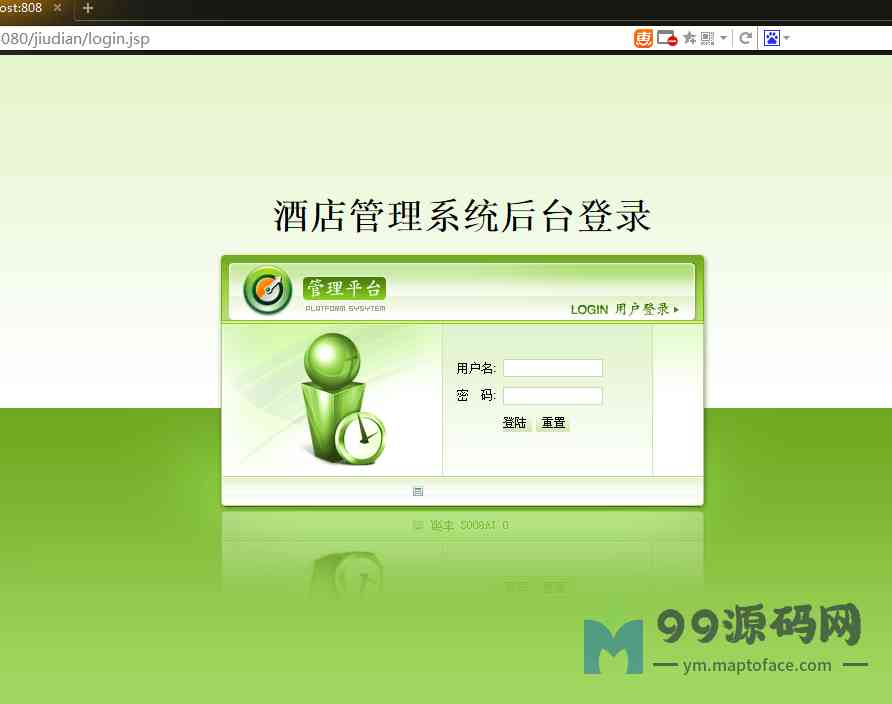 ost:808
080/jiudian/login.jsp
惠
酒店管理系统后台登录
管理平台
PLATFORM SYSYTEM
LOGIN 用户登录
用户名:
密 码:
登陆 重置
99源码网
ym.maptoface.com